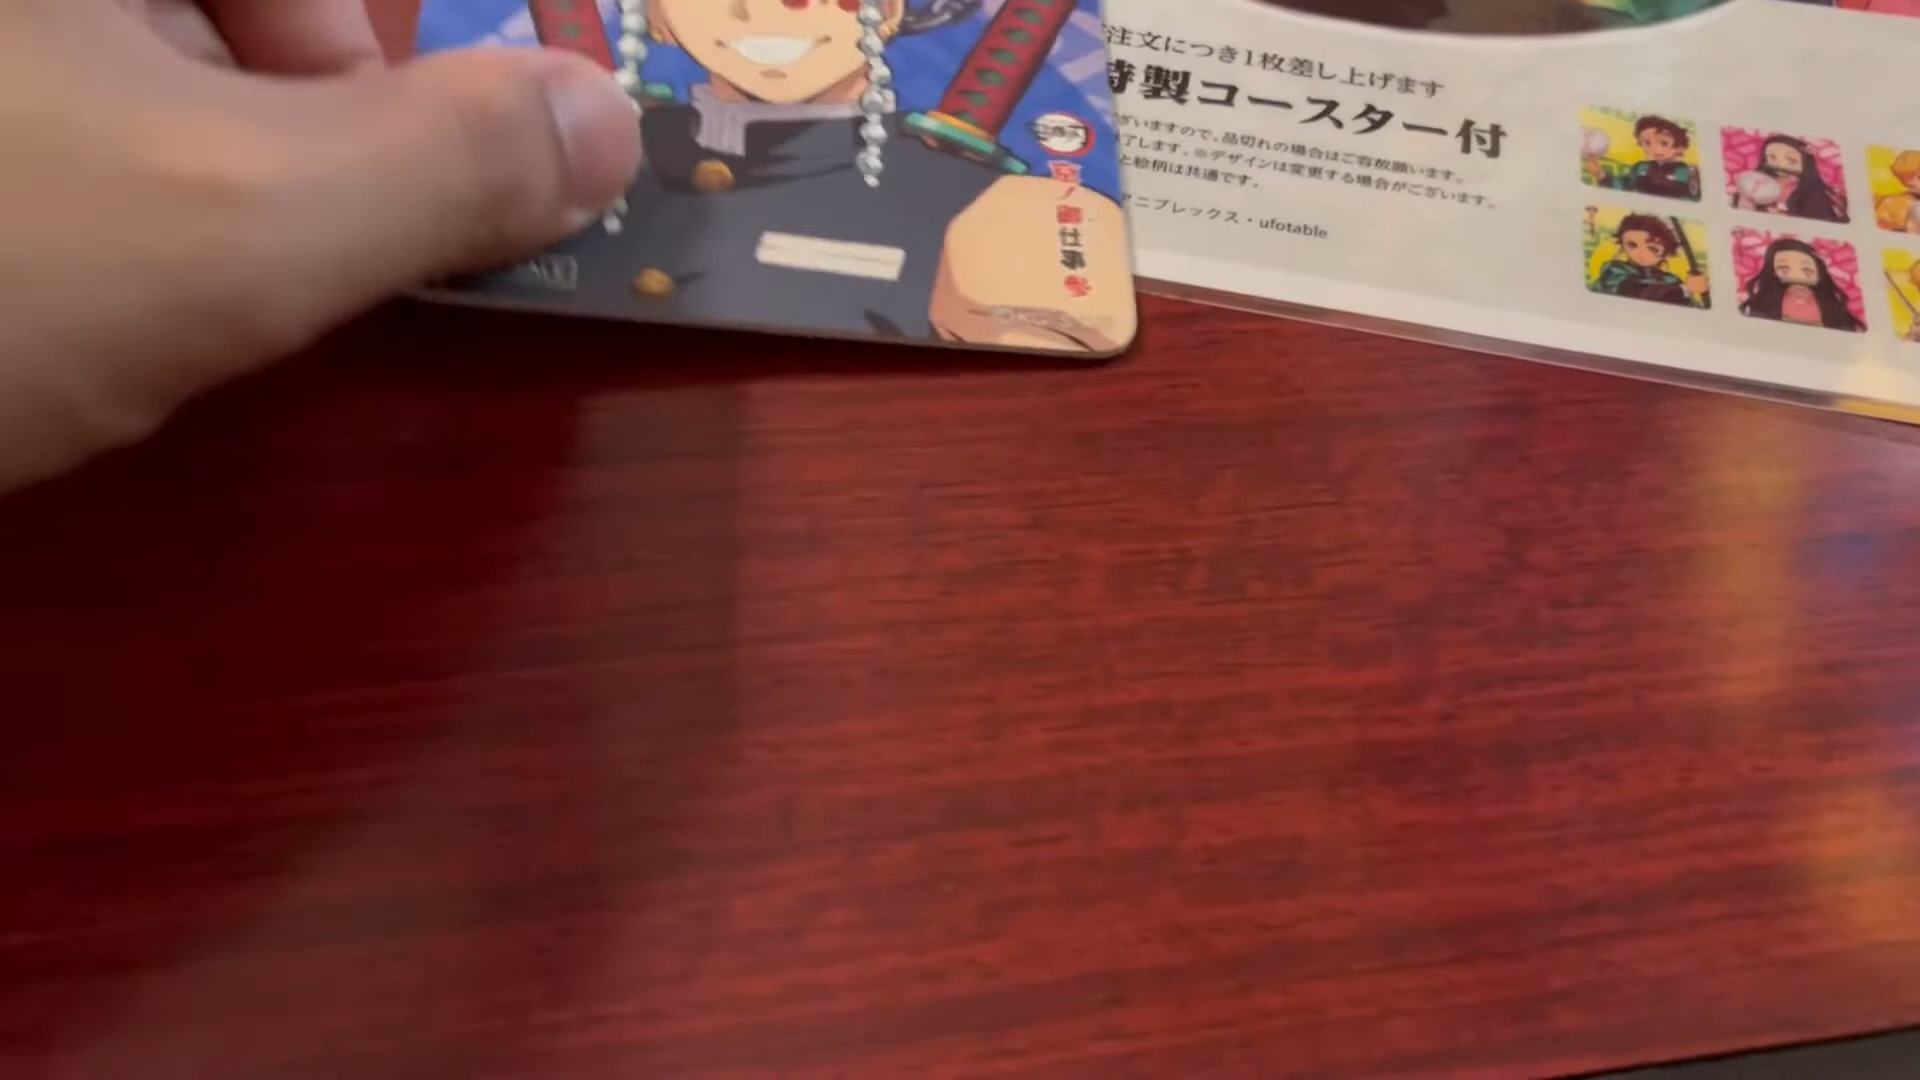 注文につき1枚差し上げます
特製コースター付
ざいますので、品切れの場合はご容赦願います。
了します。※デザインは変更する場合がございます。
と絵柄は共通です。
アニプレックス・ufotable
京ノ御仕事 参